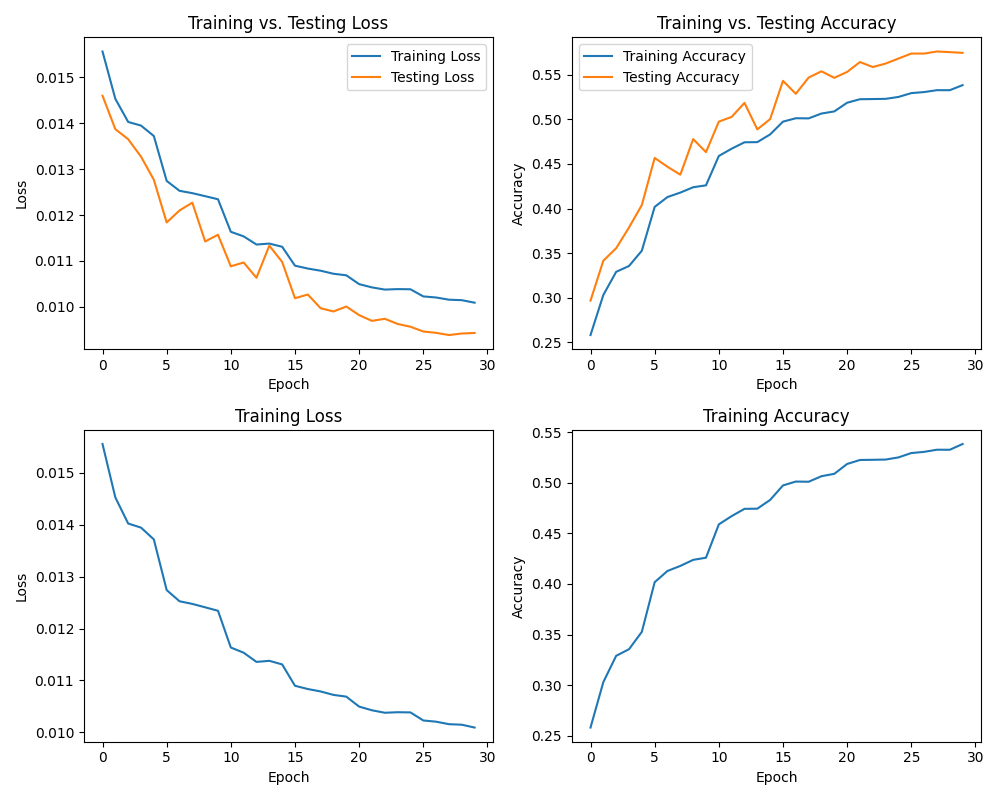 Training vs. Testing Loss
Training Loss
Testing Loss
0.015
0.014
0.013
0.012
0.011
0.010
Loss
0 5 10 15 20 25 30
Epoch
Training vs. Testing Accuracy
Training Accuracy
Testing Accuracy
0.55
0.50
0.45
0.40
0.35
0.30
0.25
Accuracy
0 5 10 15 20 25 30
Epoch
Training Loss
0.015
0.014
0.013
0.012
0.011
0.010
Loss
0 5 10 15 20 25 30
Epoch
Training Accuracy
0.55
0.50
0.45
0.40
0.35
0.30
0.25
Accuracy
0 5 10 15 20 25 30
Epoch